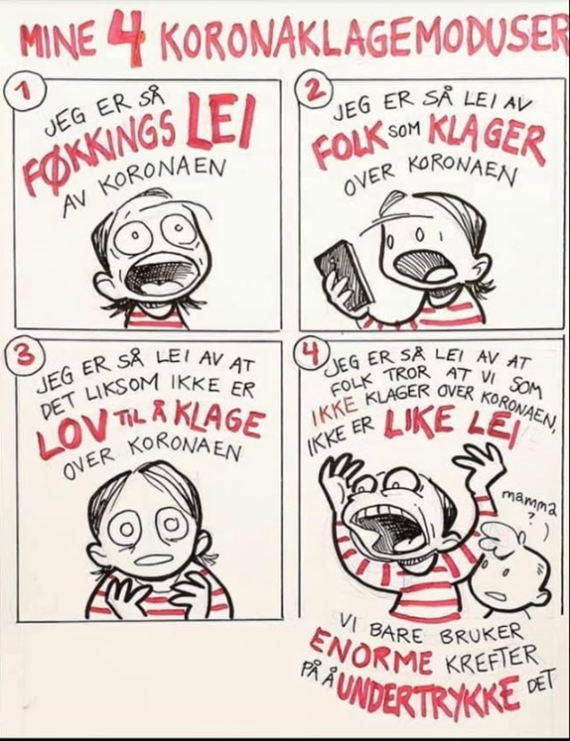 MINE 4 KORONAKLAGEMODUSER
1
JEG ER SÅ
FØKKINGS LEI
AV KORONAEN
2
JEG ER SÅ LEI AV
FOLK SOM KLAGER
OVER KORONAEN
3
JEG ER SÅ LEI AV AT
DET LIKSOM IKKE ER
LOV TIL Å KLAGE
OVER KORONAEN
4
JEG ER SÅ LEI AV AT
FOLK TROR AT VI SOM
IKKE KLAGER OVER KORONAEN,
IKKE ER LIKE LEI
mamma
?
VI BARE BRUKER
ENORME KREFTER
PÅ Å UNDERTRYKKE DET